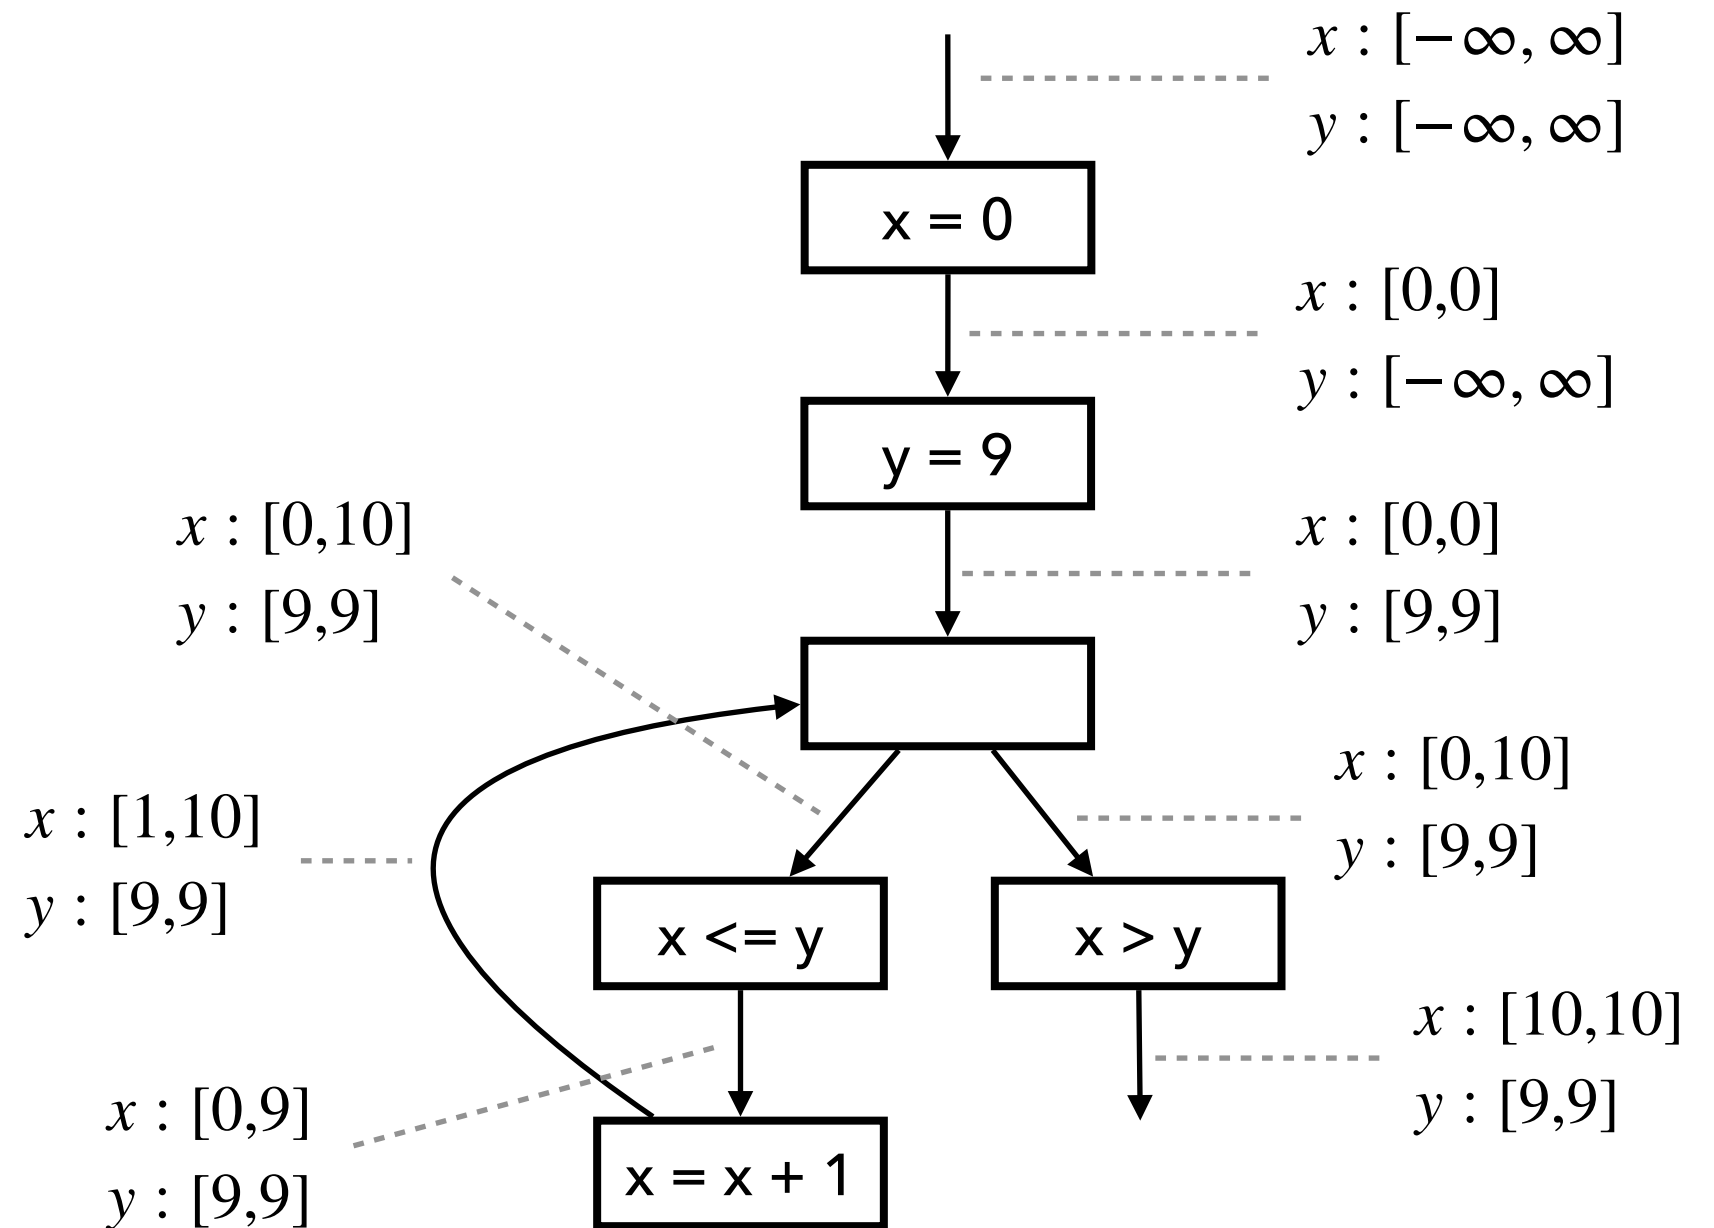 x : [−∞, ∞]
y : [−∞, ∞]
x = 0
x : [0,0]
y : [−∞, ∞]
y = 9
x : [0,10]
y : [9,9]
x : [0,0]
y : [9,9]
x : [0,10]
y : [9,9]
x : [1,10]
y : [9,9]
x <= y
x > y
x : [10,10]
y : [9,9]
x : [0,9]
y : [9,9]
x = x + 1